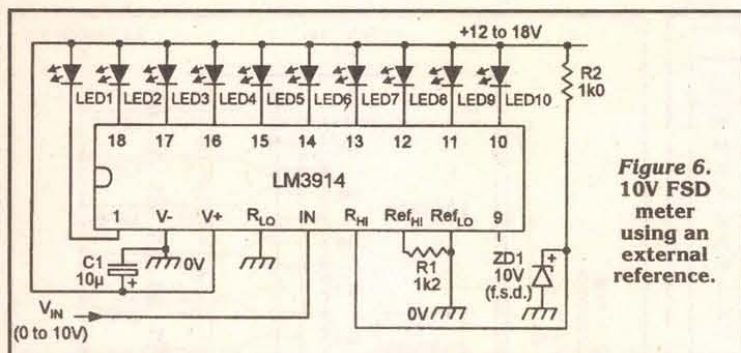 +12 to 18V
R2
1k0
LED1 LED2 LED3 LED4 LED5 LED6 LED7 LED8 LED9 LED10
18 17 16 15 14 13 12 11 10
LM3914
1 V- V+ RLO IN RHI RefHI RefLO 9
C1
10μ
+
0V
R1
1k2
0V
ZD1
10V
(f.s.d.)
+
VIN
(0 to 10V)
Figure 6.
10V FSD
meter
using an
external
reference.